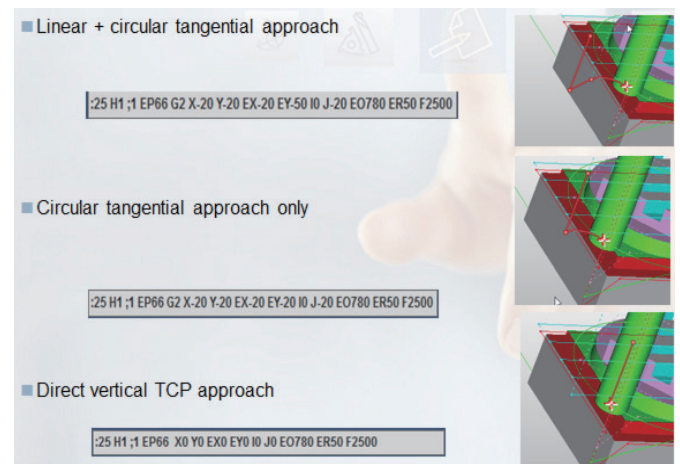 Linear + circular tangential approach
:25 H1 ;1 EP66 G2 X-20 Y-20 EX-20 EY-50 I0 J-20 EO780 ER50 F2500
Circular tangential approach only
:25 H1 ;1 EP66 G2 X-20 Y-20 EX-20 EY-20 I0 J-20 EO780 ER50 F2500
Direct vertical TCP approach
:25 H1 ;1 EP66 X0 Y0 EX0 EY0 I0 J0 EO780 ER50 F2500